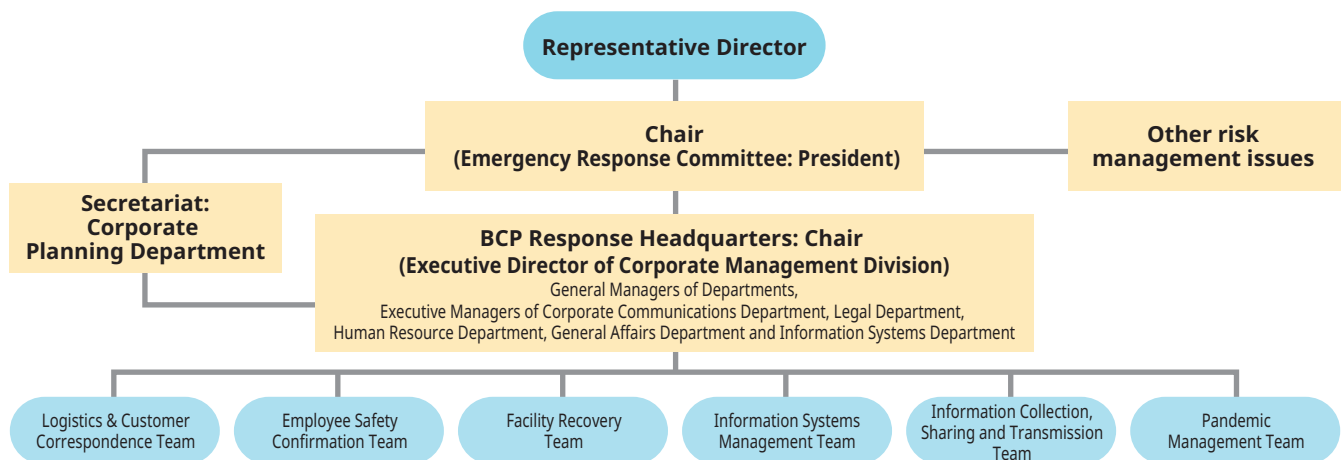 Representative Director
Chair
(Emergency Response Committee: President)
Other risk
management issues
Secretariat:
Corporate
Planning Department
BCP Response Headquarters: Chair
(Executive Director of Corporate Management Division)
General Managers of Departments,
Executive Managers of Corporate Communications Department, Legal Department,
Human Resource Department, General Affairs Department and Information Systems Department
Logistics & Customer
Correspondence Team
Employee Safety
Confirmation Team
Facility Recovery
Team
Information Systems
Management Team
Information Collection,
Sharing and Transmission
Team
Pandemic
Management Team